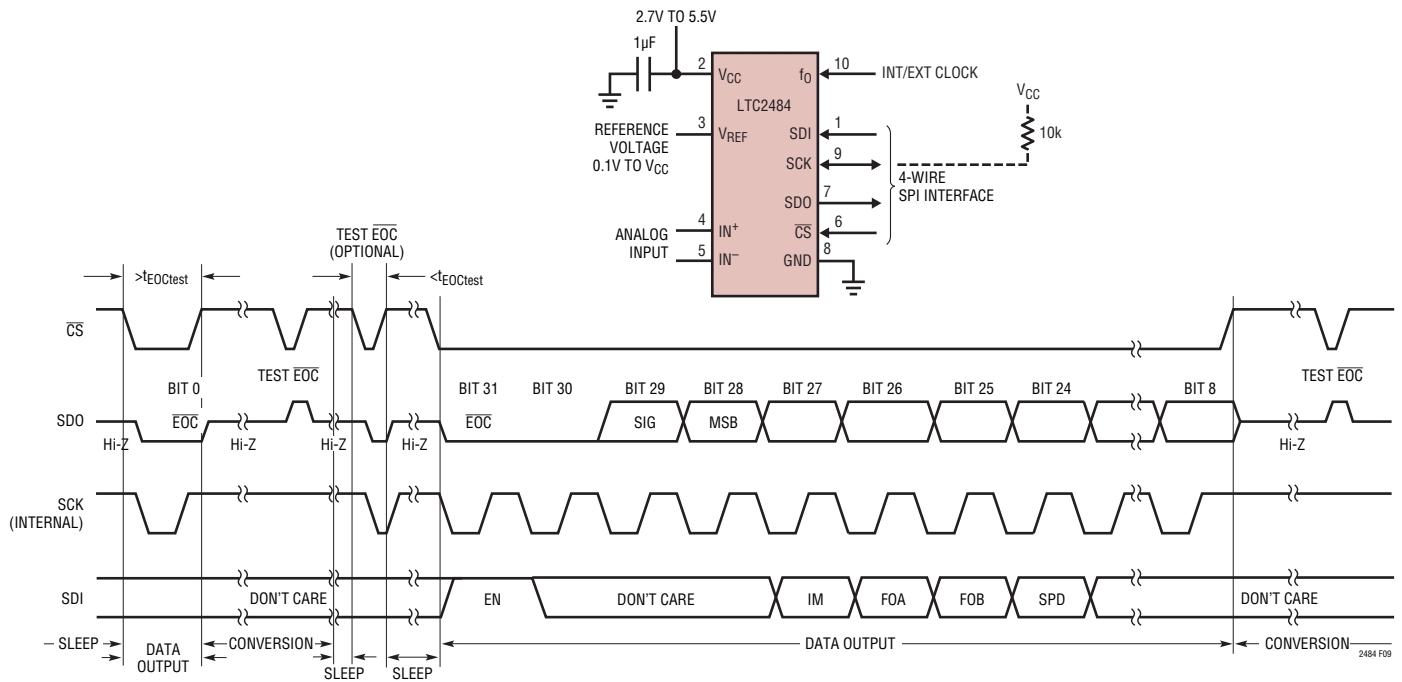 2.7V TO 5.5V
1µF
2
VCC
10
fO
INT/EXT CLOCK
LTC2484
VCC
10k
REFERENCE
VOLTAGE
0.1V TO VCC
3
VREF
1
SDI
9
SCK
4-WIRE
SPI INTERFACE
7
SDO
ANALOG
INPUT
4
IN+
5
IN–
6
CS
8
GND
TEST EOC
(OPTIONAL)
>tEOCtest
<tEOCtest
CS
TEST EOC
TEST EOC
BIT 0
BIT 31
BIT 30
BIT 29
BIT 28
BIT 27
BIT 26
BIT 25
BIT 24
BIT 8
SDO
EOC
EOC
SIG
MSB
Hi-Z
Hi-Z
Hi-Z
Hi-Z
Hi-Z
SCK
(INTERNAL)
SDI
DON'T CARE
EN
DON'T CARE
IM
FOA
FOB
SPD
DON'T CARE
SLEEP
DATA
OUTPUT
CONVERSION
SLEEP
SLEEP
DATA OUTPUT
CONVERSION
2484 F09